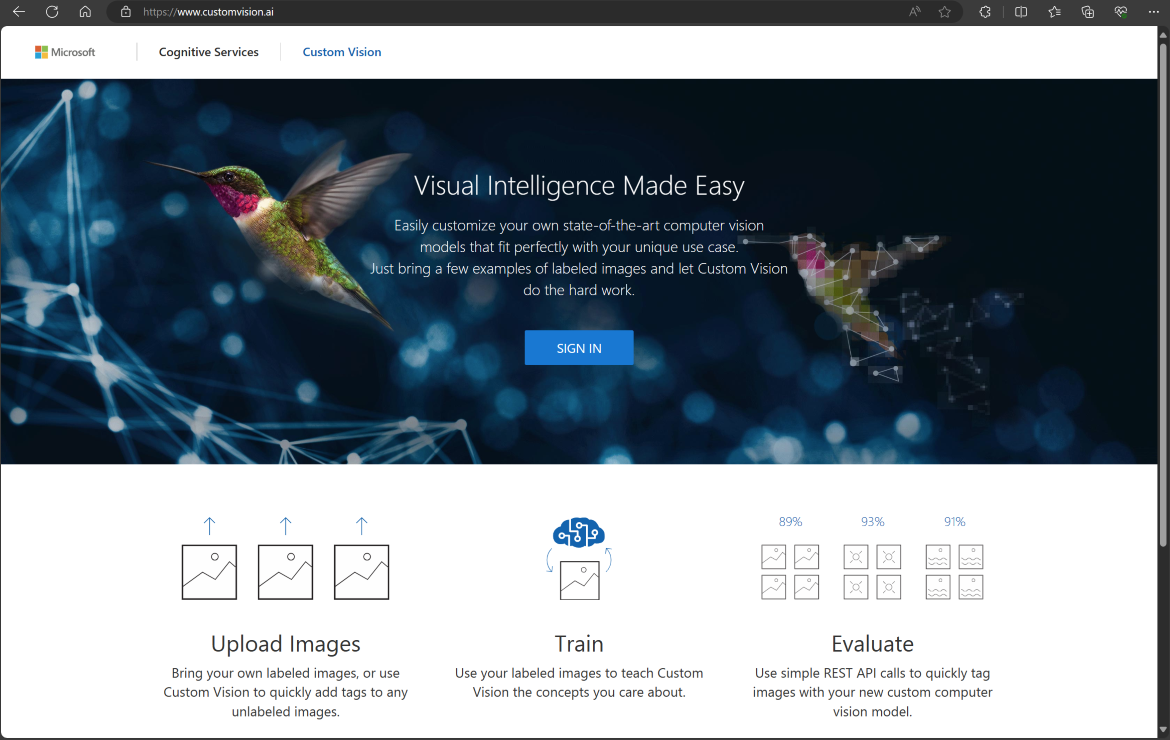 https://www.customvision.ai
Microsoft
Cognitive Services
Custom Vision
Visual Intelligence Made Easy
Easily customize your own state-of-the-art computer vision
models that fit perfectly with your unique use case.
Just bring a few examples of labeled images and let Custom Vision
do the hard work.
SIGN IN
89%
93%
91%
Upload Images
Bring your own labeled images, or use
Custom Vision to quickly add tags to any
unlabeled images.
Train
Use your labeled images to teach Custom
Vision the concepts you care about.
Evaluate
Use simple REST API calls to quickly tag
images with your new custom computer
vision model.